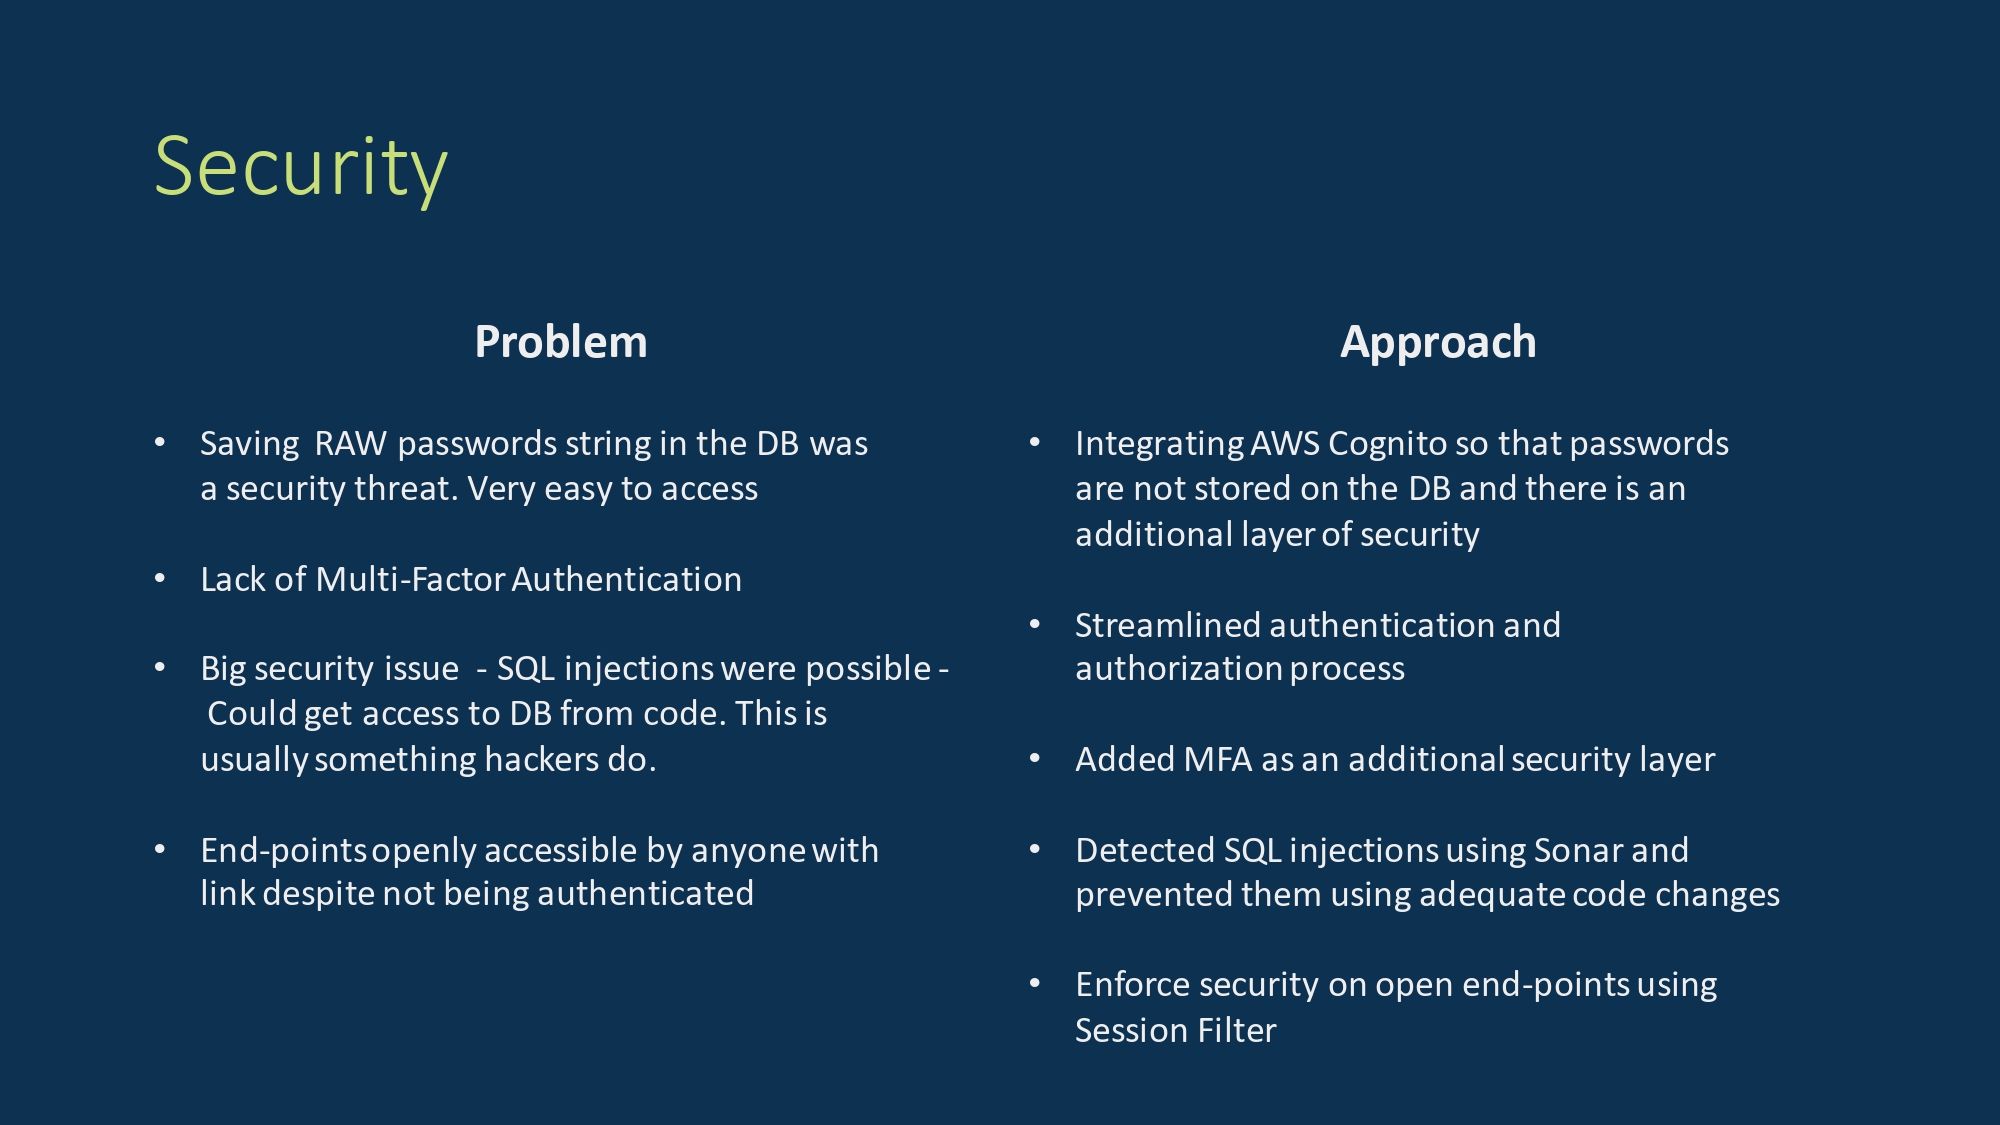 Security
Problem
• Saving  RAW passwords string in the DB was
a security threat. Very easy to access
• Lack of Multi-Factor Authentication
• Big security issue  - SQL injections were possible -
Could get access to DB from code. This is
usually something hackers do.
• End-points openly accessible by anyone with
link despite not being authenticated
Approach
• Integrating AWS Cognito so that passwords
are not stored on the DB and there is an
additional layer of security
• Streamlined authentication and
authorization process
• Added MFA as an additional security layer
• Detected SQL injections using Sonar and
prevented them using adequate code changes
• Enforce security on open end-points using
Session Filter